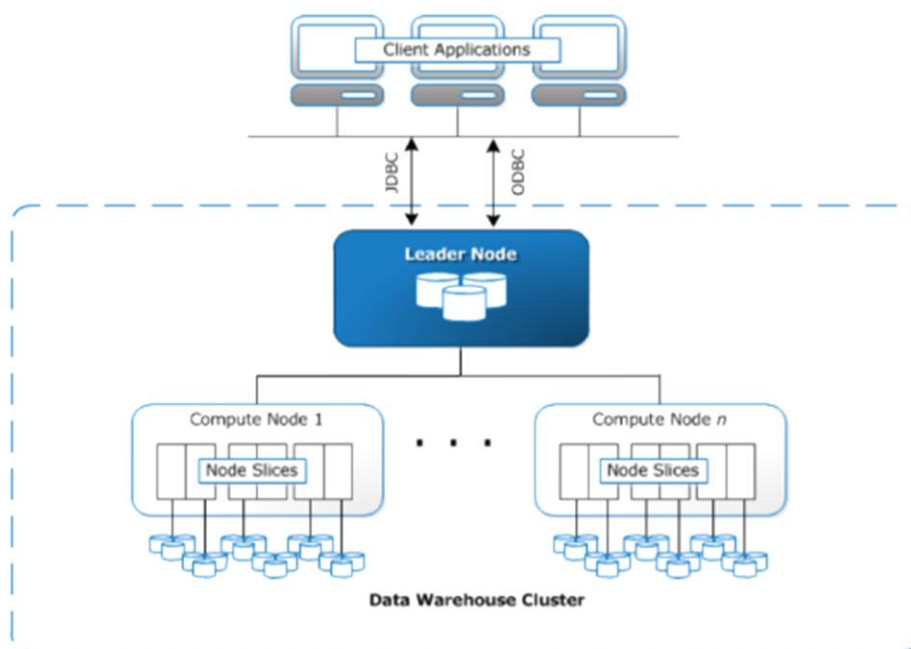 Client Applications
JDBC
ODBC
Leader Node
Compute Node 1
Compute Node n
. . .
Node Slices
Node Slices
Data Warehouse Cluster